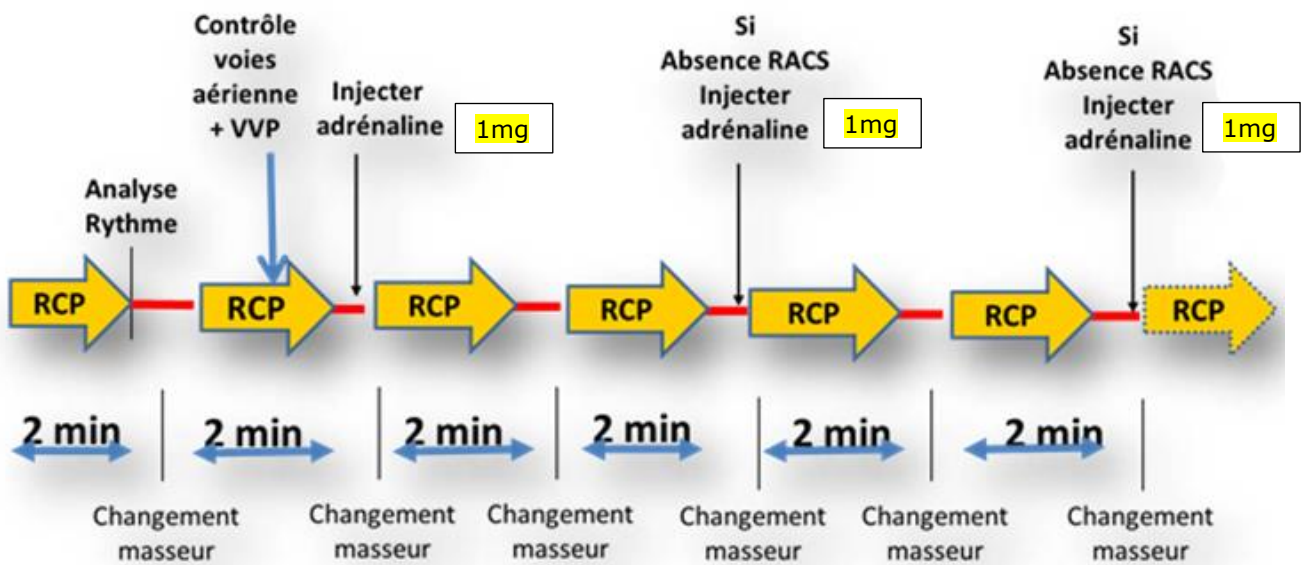 Contrôle
voies
aérienne
+ VVP
Injecter
adrénaline
1mg
Si
Absence RACS
Injecter
adrénaline
1mg
Si
Absence RACS
Injecter
adrénaline
1mg
Analyse
Rythme
RCP
RCP
RCP
RCP
RCP
RCP
RCP
2 min
2 min
2 min
2 min
2 min
2 min
Changement
masseur
Changement
masseur
Changement
masseur
Changement
masseur
Changement
masseur
Changement
masseur